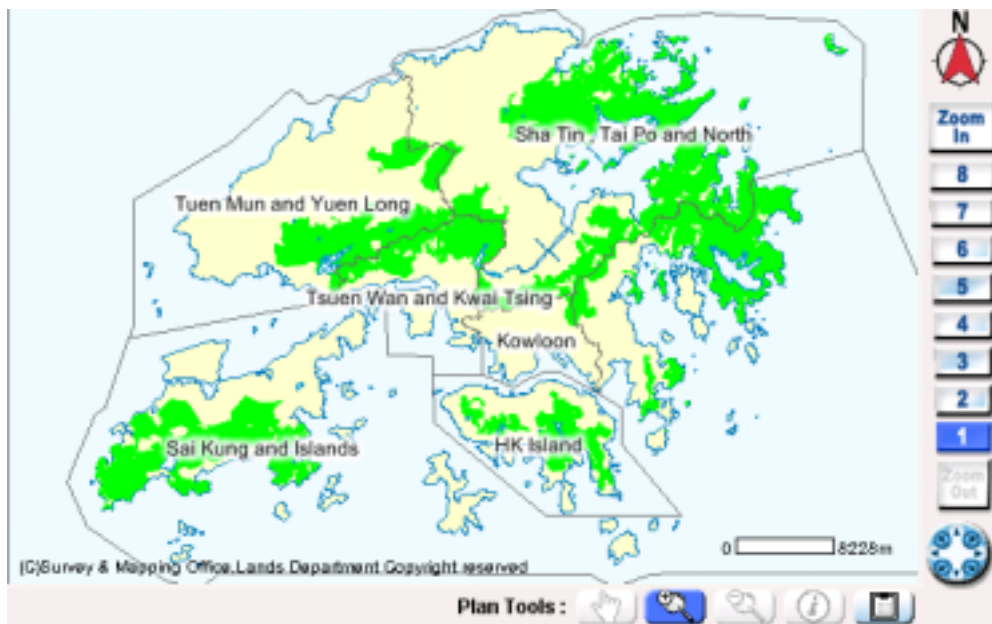 N
Zoom
In
8
7
6
5
4
3
2
1
Zoom
Out
Sha Tin , Tai Po and North
Tuen Mun and Yuen Long
Tsuen Wan and Kwai Tsing
Kowloon
HK Island
Sai Kung and Islands
0 8228m
(C)Survey & Mapping Office,Lands Department.Copyright reserved
Plan Tools :